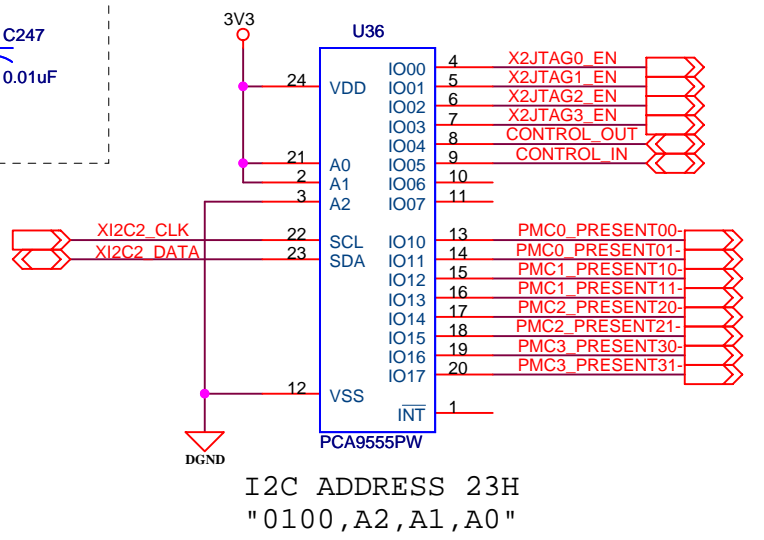 C247
0.01uF
3V3
U36
24 VDD
21 A0
2 A1
3 A2
XI2C2_CLK 22 SCL
XI2C2_DATA 23 SDA
12 VSS
DGND
IO00 4 X2JTAG0_EN
IO01 5 X2JTAG1_EN
IO02 6 X2JTAG2_EN
IO03 7 X2JTAG3_EN
IO04 8 CONTROL_OUT
IO05 9 CONTROL_IN
IO06 10
IO07 11
IO10 13 PMC0_PRESENT00-
IO11 14 PMC0_PRESENT01-
IO12 15 PMC1_PRESENT10-
IO13 16 PMC1_PRESENT11-
IO14 17 PMC2_PRESENT20-
IO15 18 PMC2_PRESENT21-
IO16 19 PMC3_PRESENT30-
IO17 20 PMC3_PRESENT31-
INT 1
PCA9555PW
I2C ADDRESS 23H
"0100,A2,A1,A0"